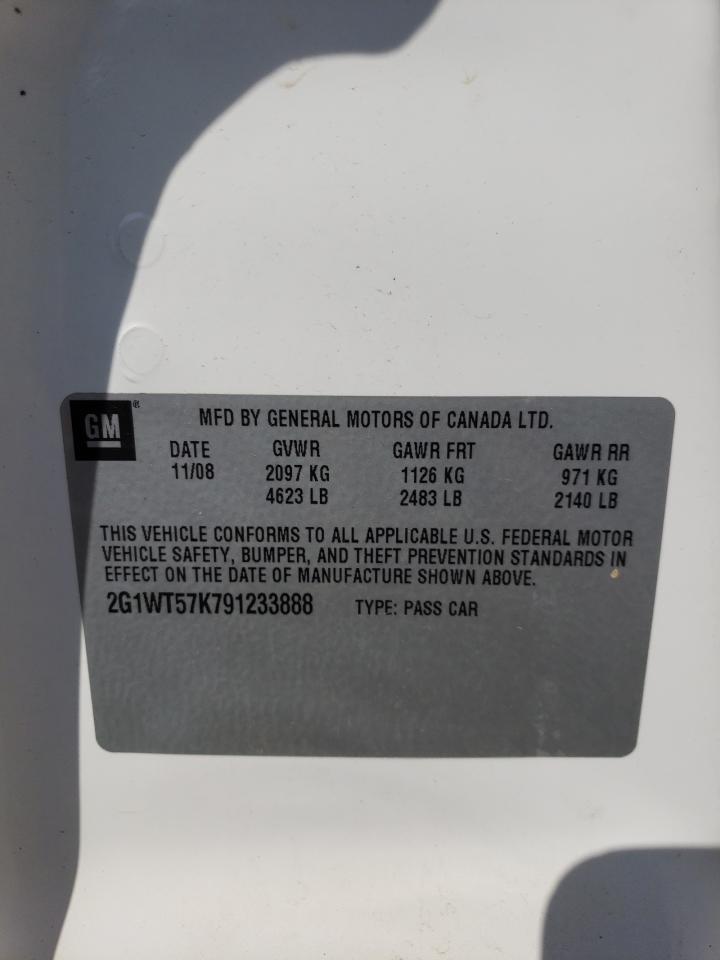 GM®
MFD BY GENERAL MOTORS OF CANADA LTD.
DATE GVWR GAWR FRT GAWR RR
11/08 2097 KG 1126 KG 971 KG
4623 LB 2483 LB 2140 LB
THIS VEHICLE CONFORMS TO ALL APPLICABLE U.S. FEDERAL MOTOR
VEHICLE SAFETY, BUMPER, AND THEFT PREVENTION STANDARDS IN
EFFECT ON THE DATE OF MANUFACTURE SHOWN ABOVE.
2G1WT57K791233888 TYPE: PASS CAR